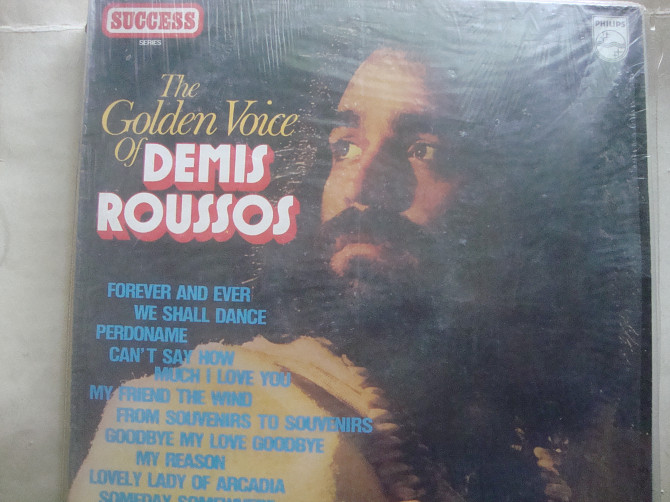 SUCCESS
SERIES
PHILIPS
The
Golden Voice
Of DEMIS
ROUSSOS
FOREVER AND EVER
WE SHALL DANCE
PERDONAME
CAN'T SAY HOW
MUCH I LOVE YOU
MY FRIEND THE WIND
FROM SOUVENIRS TO SOUVENIRS
GOODBYE MY LOVE GOODBYE
MY REASON
LOVELY LADY OF ARCADIA
SOMEDAY SOMEWHERE